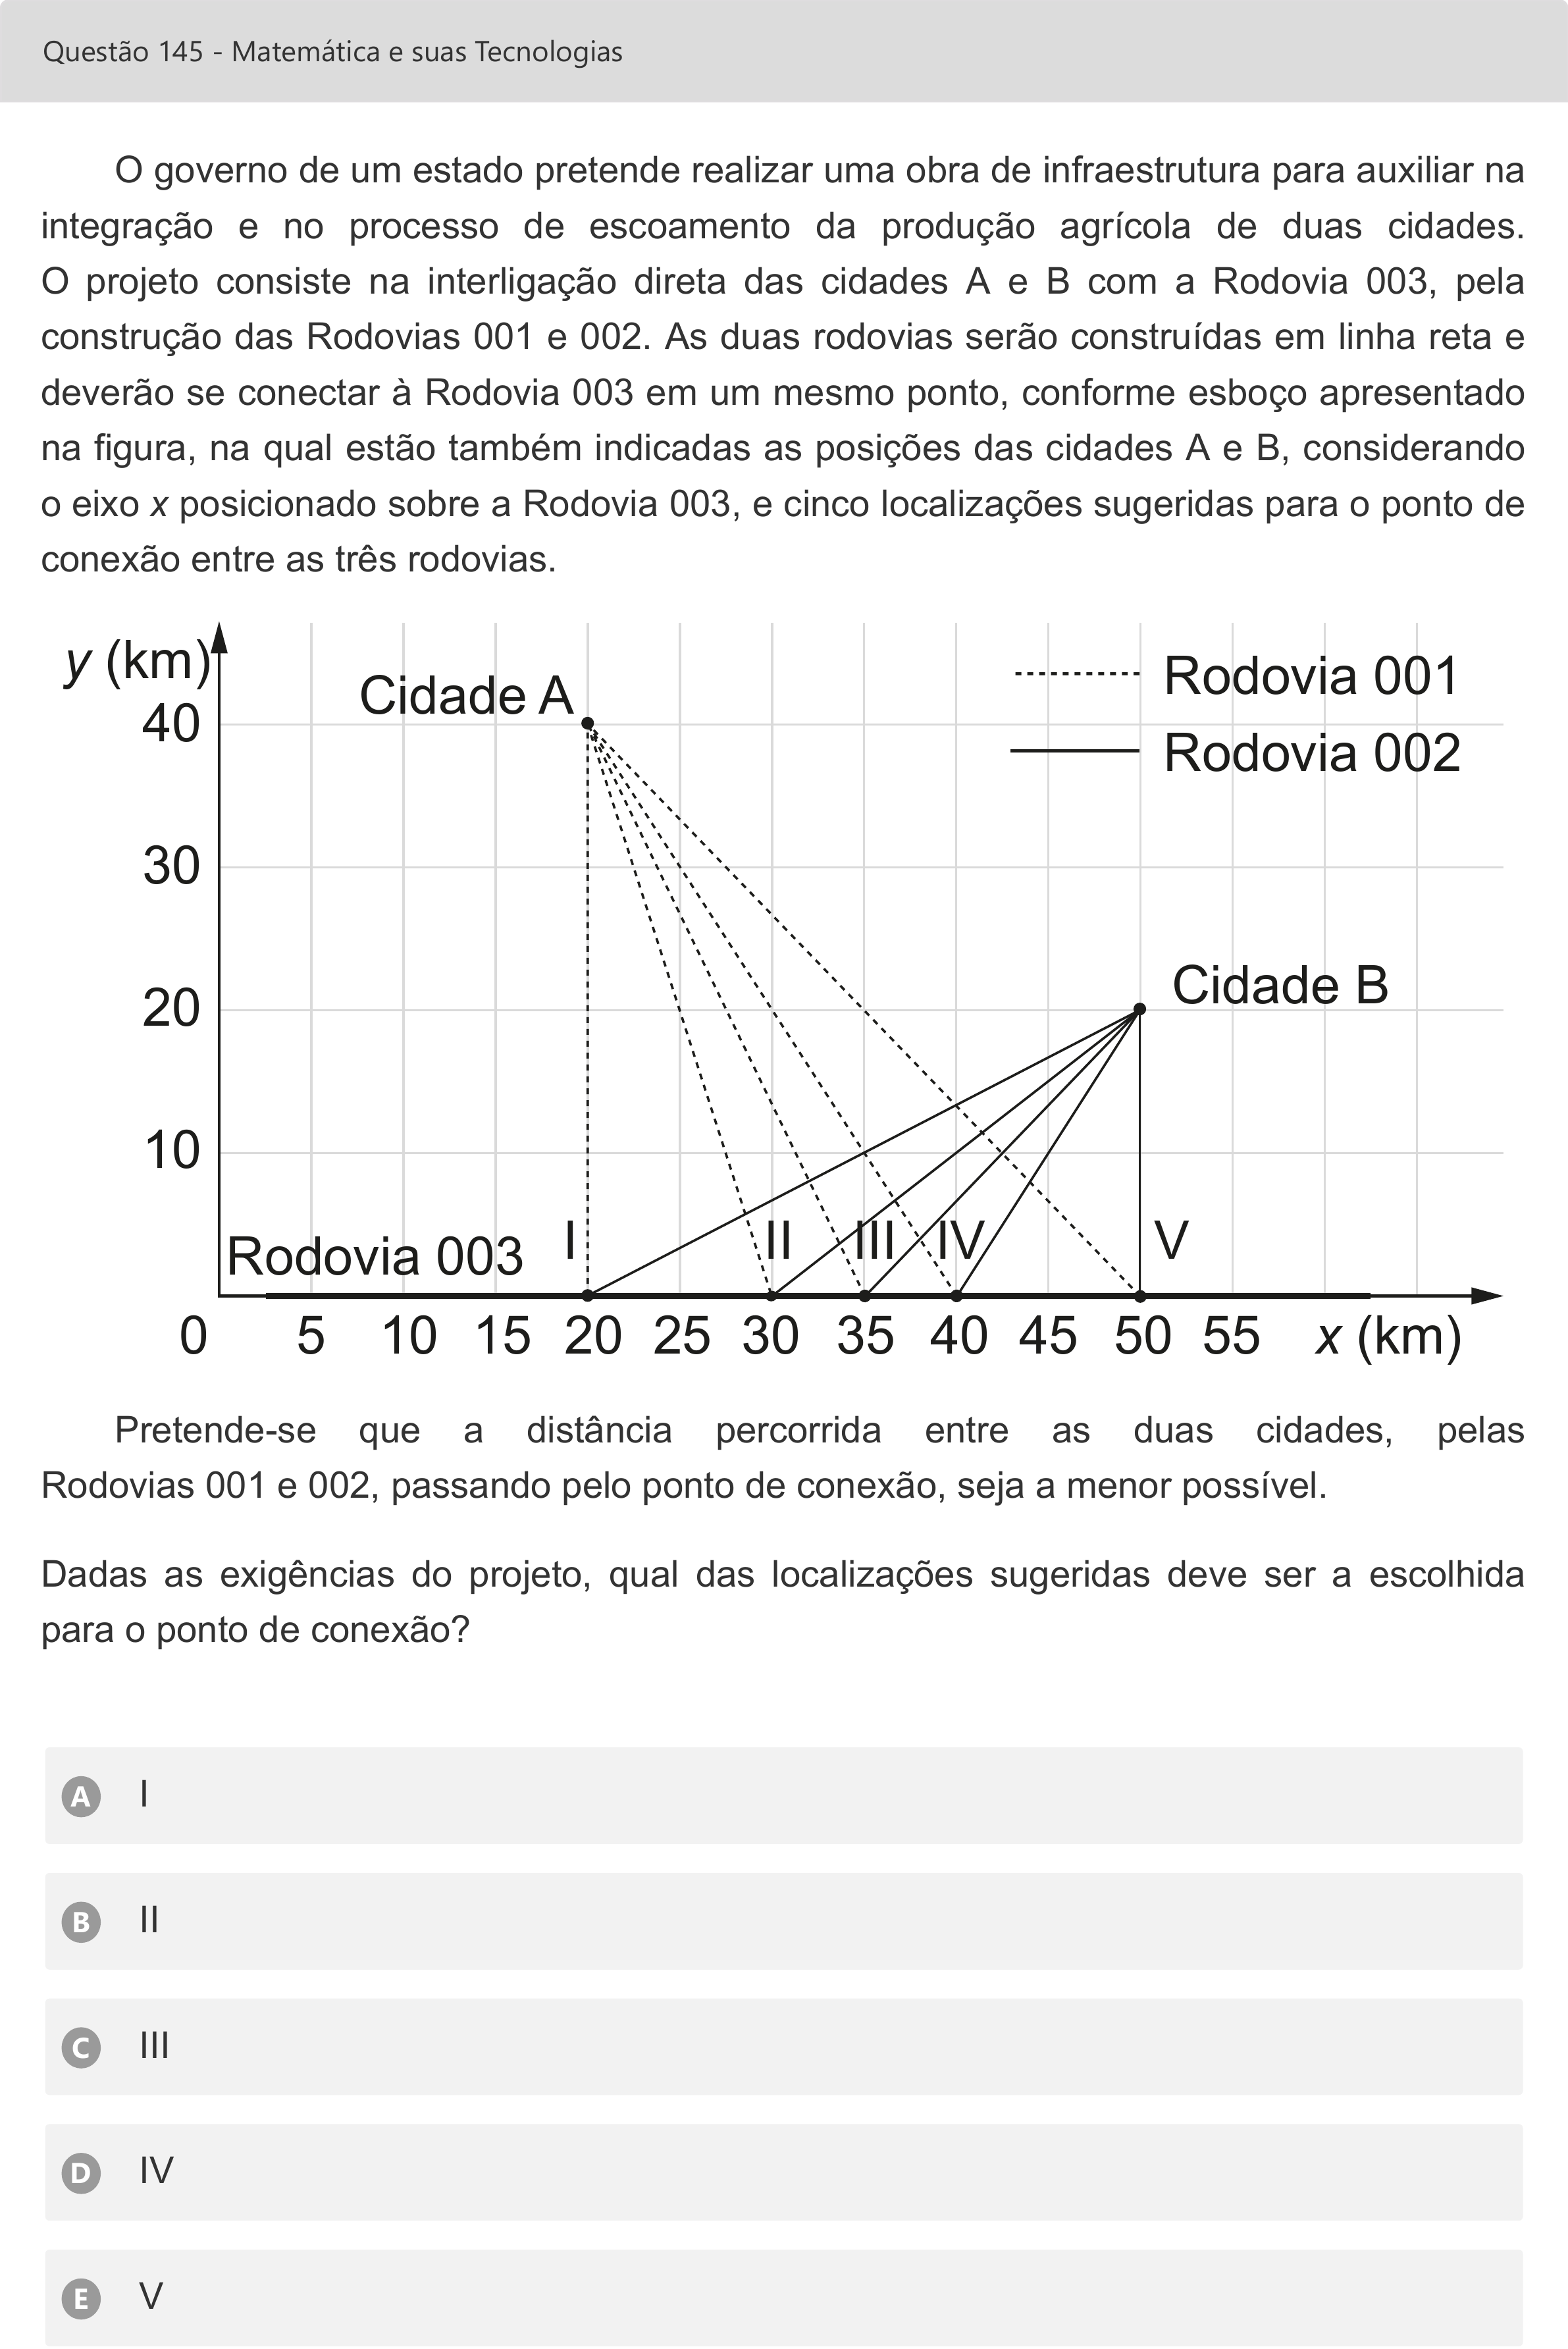 Questão 145 - Matemática e suas Tecnologias
O governo de um estado pretende realizar uma obra de infraestrutura para auxiliar na
integração e no processo de escoamento da produção agrícola de duas cidades.
O projeto consiste na interligação direta das cidades A e B com a Rodovia 003, pela
construção das Rodovias 001 e 002. As duas rodovias serão construídas em linha reta e
deverão se conectar à Rodovia 003 em um mesmo ponto, conforme esboço apresentado
na figura, na qual estão também indicadas as posições das cidades A e B, considerando
o eixo x posicionado sobre a Rodovia 003, e cinco localizações sugeridas para o ponto de
conexão entre as três rodovias.
y (km)
Cidade A
Rodovia 001
40
Rodovia 002
30
Cidade B
20
10
Rodovia 003
I
II
III
IV
V
0 5 10 15 20 25 30 35 40 45 50 55 x (km)
Pretende-se que a distância percorrida entre as duas cidades, pelas
Rodovias 001 e 002, passando pelo ponto de conexão, seja a menor possível.
Dadas as exigências do projeto, qual das localizações sugeridas deve ser a escolhida
para o ponto de conexão?
A I
B II
C III
D IV
E V